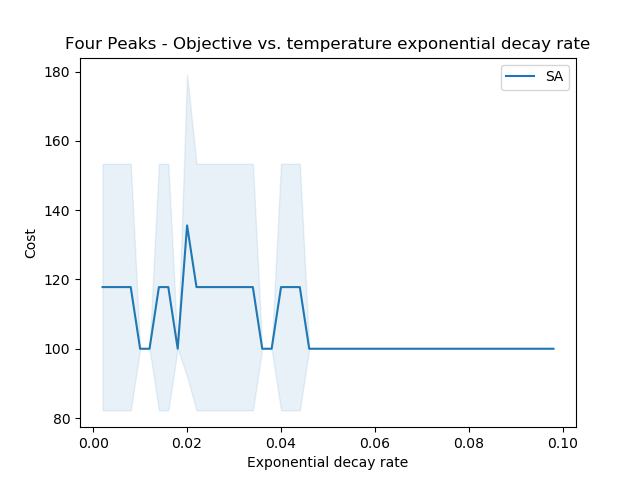 Four Peaks - Objective vs. temperature exponential decay rate
SA
180
160
140
120
100
80
Cost
0.00 0.02 0.04 0.06 0.08 0.10
Exponential decay rate